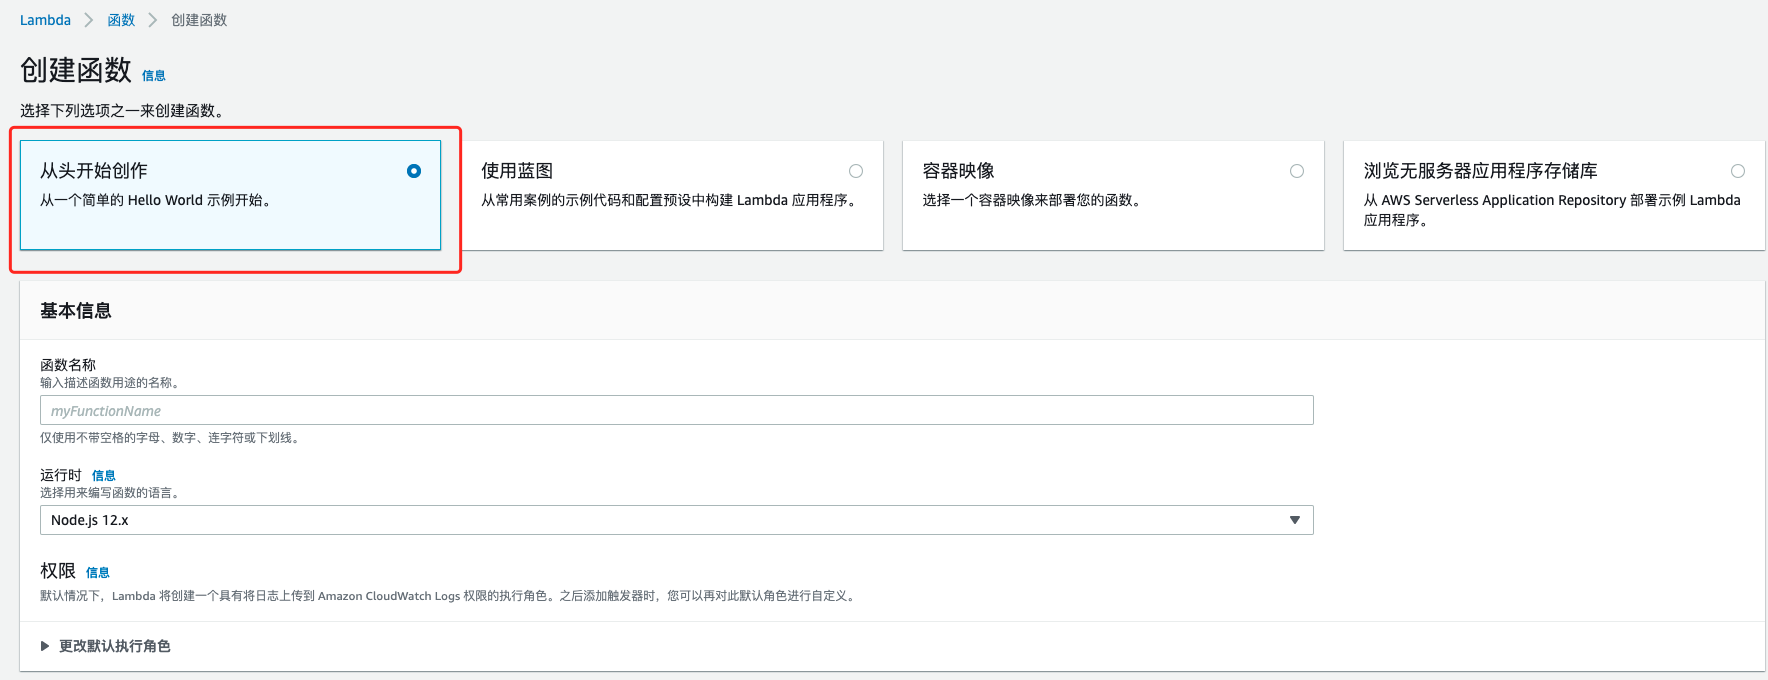 Lambda > 函数 > 创建函数
创建函数 信息
选择下列选项之一来创建函数。
从头开始创作
从一个简单的 Hello World 示例开始。
使用蓝图
从常用案例的示例代码和配置预设中构建 Lambda 应用程序。
容器映像
选择一个容器映像来部署您的函数。
浏览无服务器应用程序存储库
从 AWS Serverless Application Repository 部署示例 Lambda
应用程序。
基本信息
函数名称
输入描述函数用途的名称。
myFunctionName
仅使用不带空格的字母、数字、连字符或下划线。
运行时 信息
选择用来编写函数的语言。
Node.js 12.x
权限 信息
默认情况下，Lambda 将创建一个具有将日志上传到 Amazon CloudWatch Logs 权限的执行角色。之后添加触发器时，您可以再对此默认角色进行自定义。
更改默认执行角色